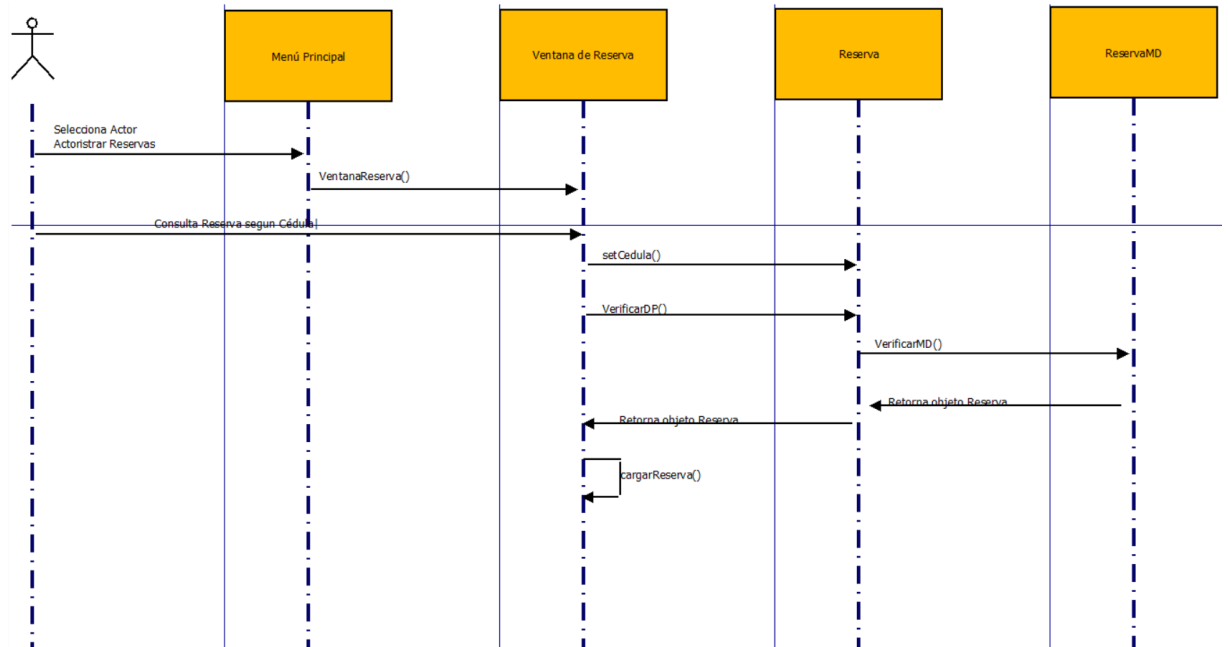 Menú Principal
Ventana de Reserva
Reserva
ReservaMD
Selecciona Actor
Actoristrar Reservas
VentanaReserva()
Consulta Reserva segun Cédula|
setCedula()
VerificarDP()
VerificarMD()
Retorna objeto Reserva
Retorna objeto Reserva
cargarReserva()